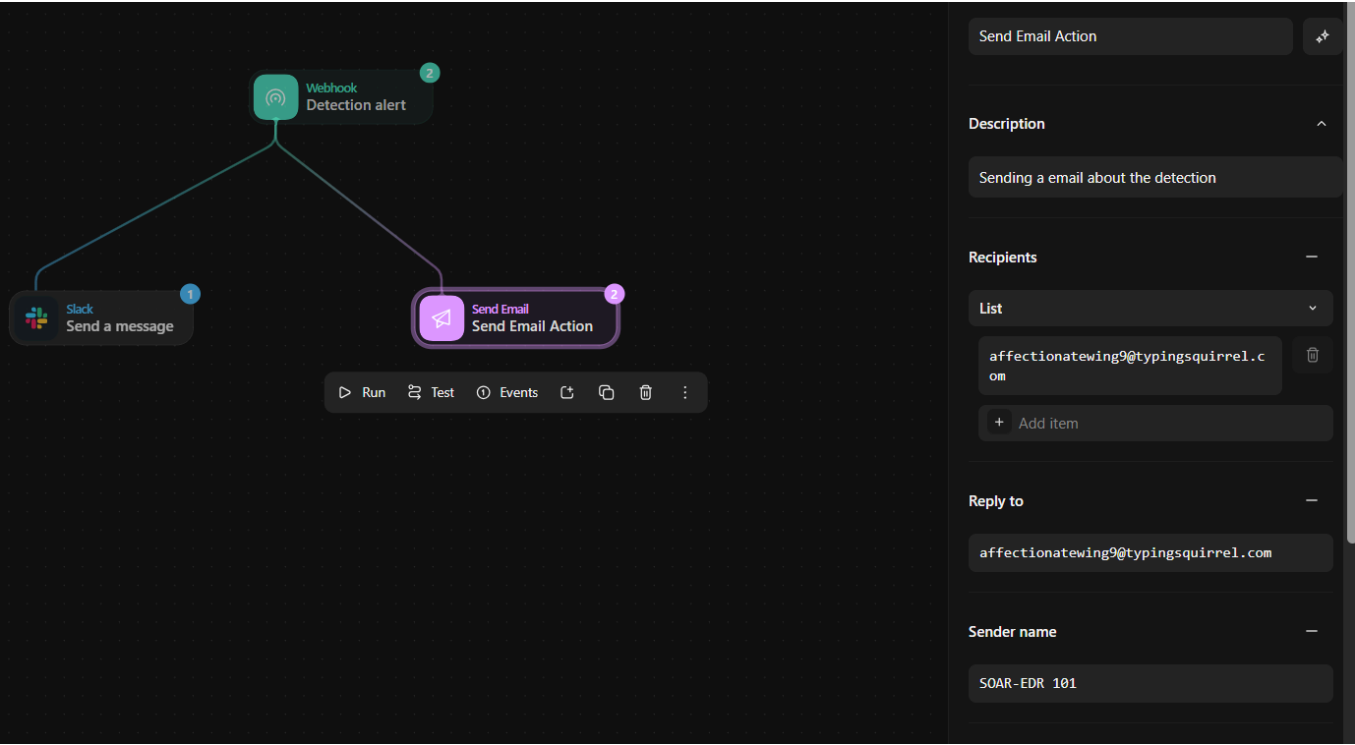 2
Webhook
Detection alert
1
Slack
Send a message
2
Send Email
Send Email Action
Run
Test
1
Events
Send Email Action
Description
Sending a email about the detection
Recipients
List
affectionatewing9@typingsquirrel.c
om
Add item
Reply to
affectionatewing9@typingsquirrel.com
Sender name
SOAR-EDR 101